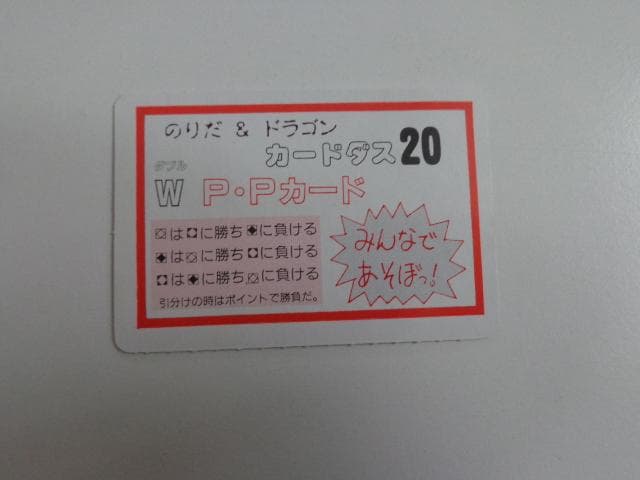 のりだ & ドラゴン
カードダス20
ダブル
W P・Pカード
は に勝ち に負ける
は に勝ち に負ける
は に勝ち に負ける
引分けの時はポイントで勝負だ。
みんなで
あそぼっ!